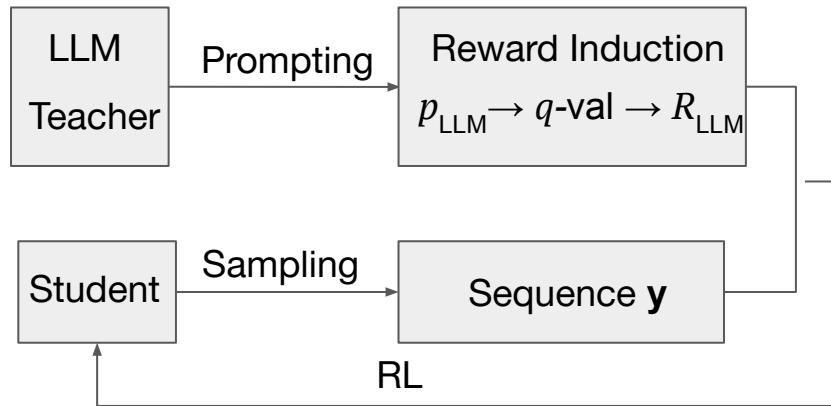 LLM
Teacher
Prompting
Reward Induction
p_LLM → q-val → R_LLM
Student
Sampling
Sequence y
RL